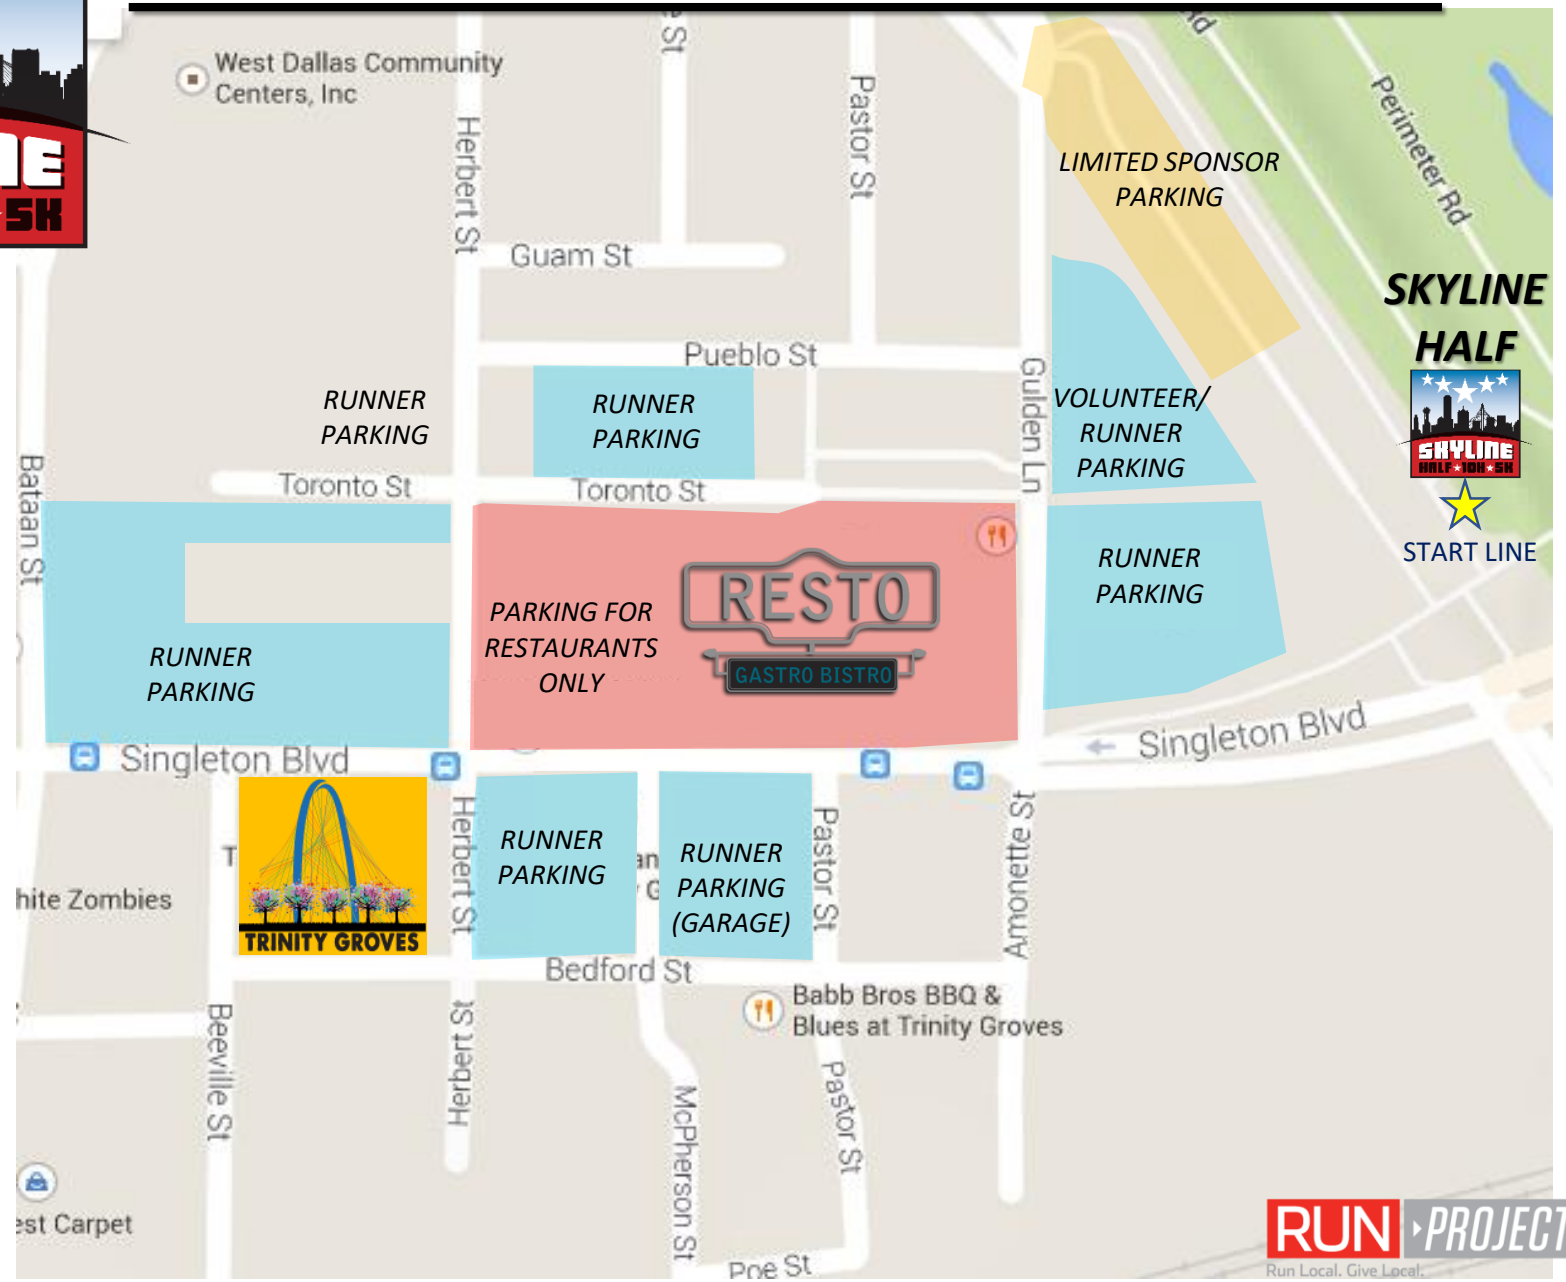 West Dallas Community
Centers, Inc
St
Rd
Perimeter Rd
Pastor St
Herbert St
5K
LIMITED SPONSOR
PARKING
Guam St
SKYLINE
HALF
SKYLINE
HALF★10K★5K
START LINE
Pueblo St
RUNNER
PARKING
RUNNER
PARKING
Gulden Ln
VOLUNTEER/
RUNNER
PARKING
Bataan St
Toronto St
Toronto St
RUNNER
PARKING
RESTO
GASTRO BISTRO
PARKING FOR
RESTAURANTS
ONLY
RUNNER
PARKING
Singleton Blvd
Singleton Blvd
TRINITY GROVES
Herbert St
RUNNER
PARKING
RUNNER
PARKING
(GARAGE)
Pastor St
Amonette St
hite Zombies
Bedford St
Babb Bros BBQ &
Blues at Trinity Groves
Beeville St
Herbert St
McPherson St
Pastor St
est Carpet
Poe St
RUN PROJECT
Run Local. Give Local.